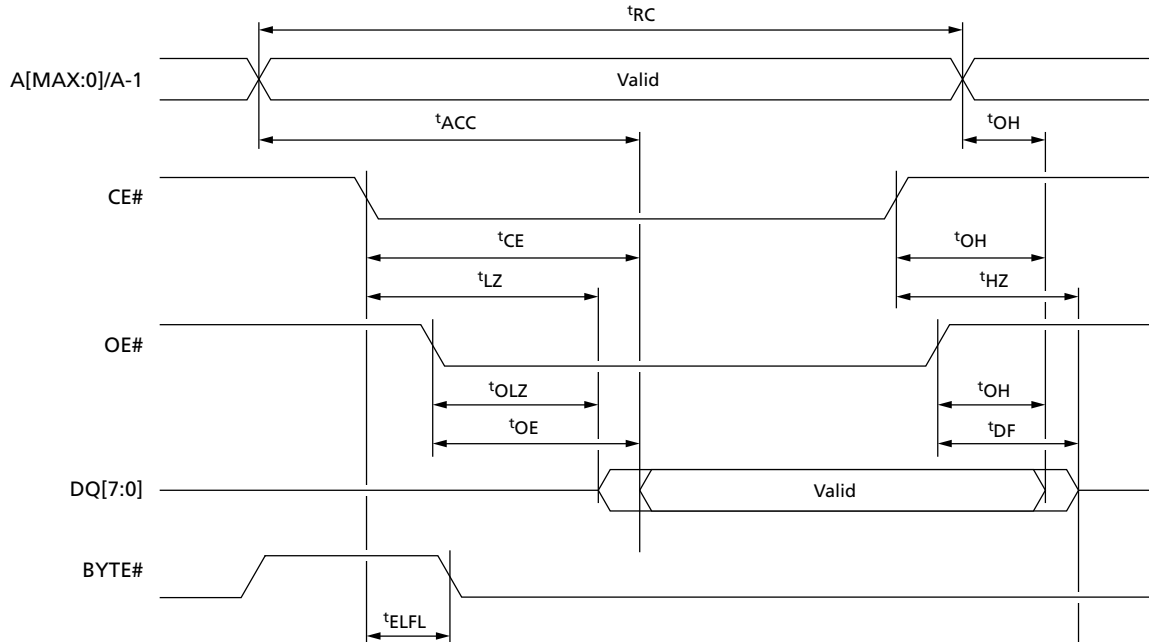 tRC
A[MAX:0]/A-1
Valid
tACC
tOH
CE#
tCE
tOH
tLZ
tHZ
OE#
tOLZ
tOH
tOE
tDF
DQ[7:0]
Valid
BYTE#
tELFL